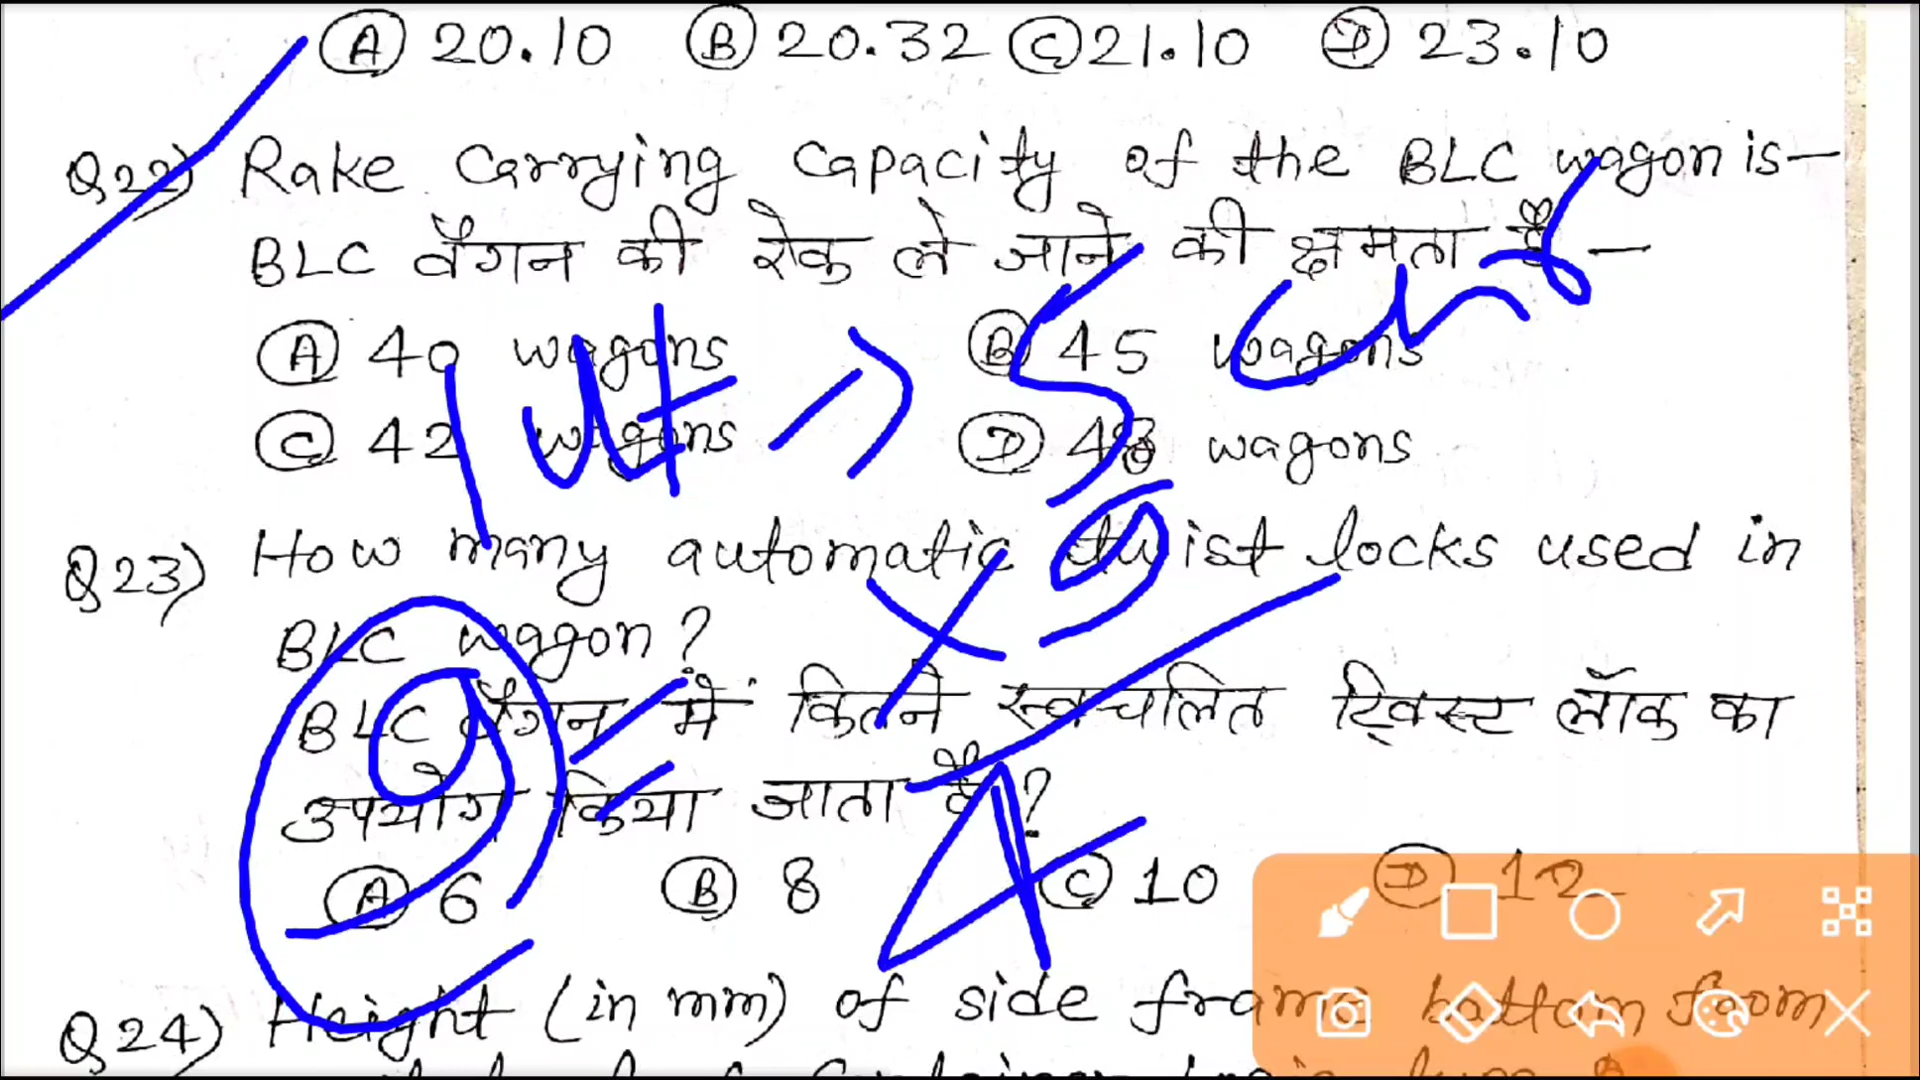 Ⓐ 20.10 Ⓑ 20.32 Ⓒ 21.10 Ⓓ 23.10
Q22) Rake Carrying Capacity of the BLC wagon is—
BLC वैगन की रेक ले जाने की क्षमता है —
Ⓐ 40 wagons Ⓑ 45 wagons
Ⓒ 42 wagons Ⓓ 48 wagons
Q23) How many automatic twist locks used in
BLC wagon?
BLC वैगन में कितने स्वचालित ट्विस्ट लॉक का
उपयोग किया जाता है ?
Ⓐ 6 Ⓑ 8 Ⓒ 10 Ⓓ 12
Q24) Height (in mm) of side frame bottom from